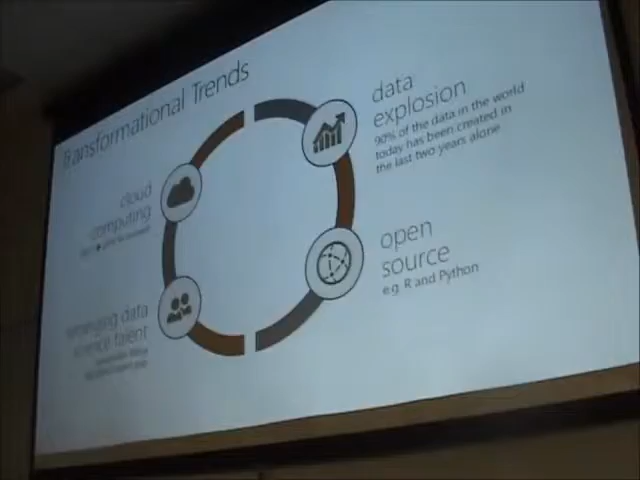 Transformational Trends
data
explosion
90% of the data in the world
today has been created in
the last two years alone
cloud
computing
open
source
e.g. R and Python
emerging data
science talent